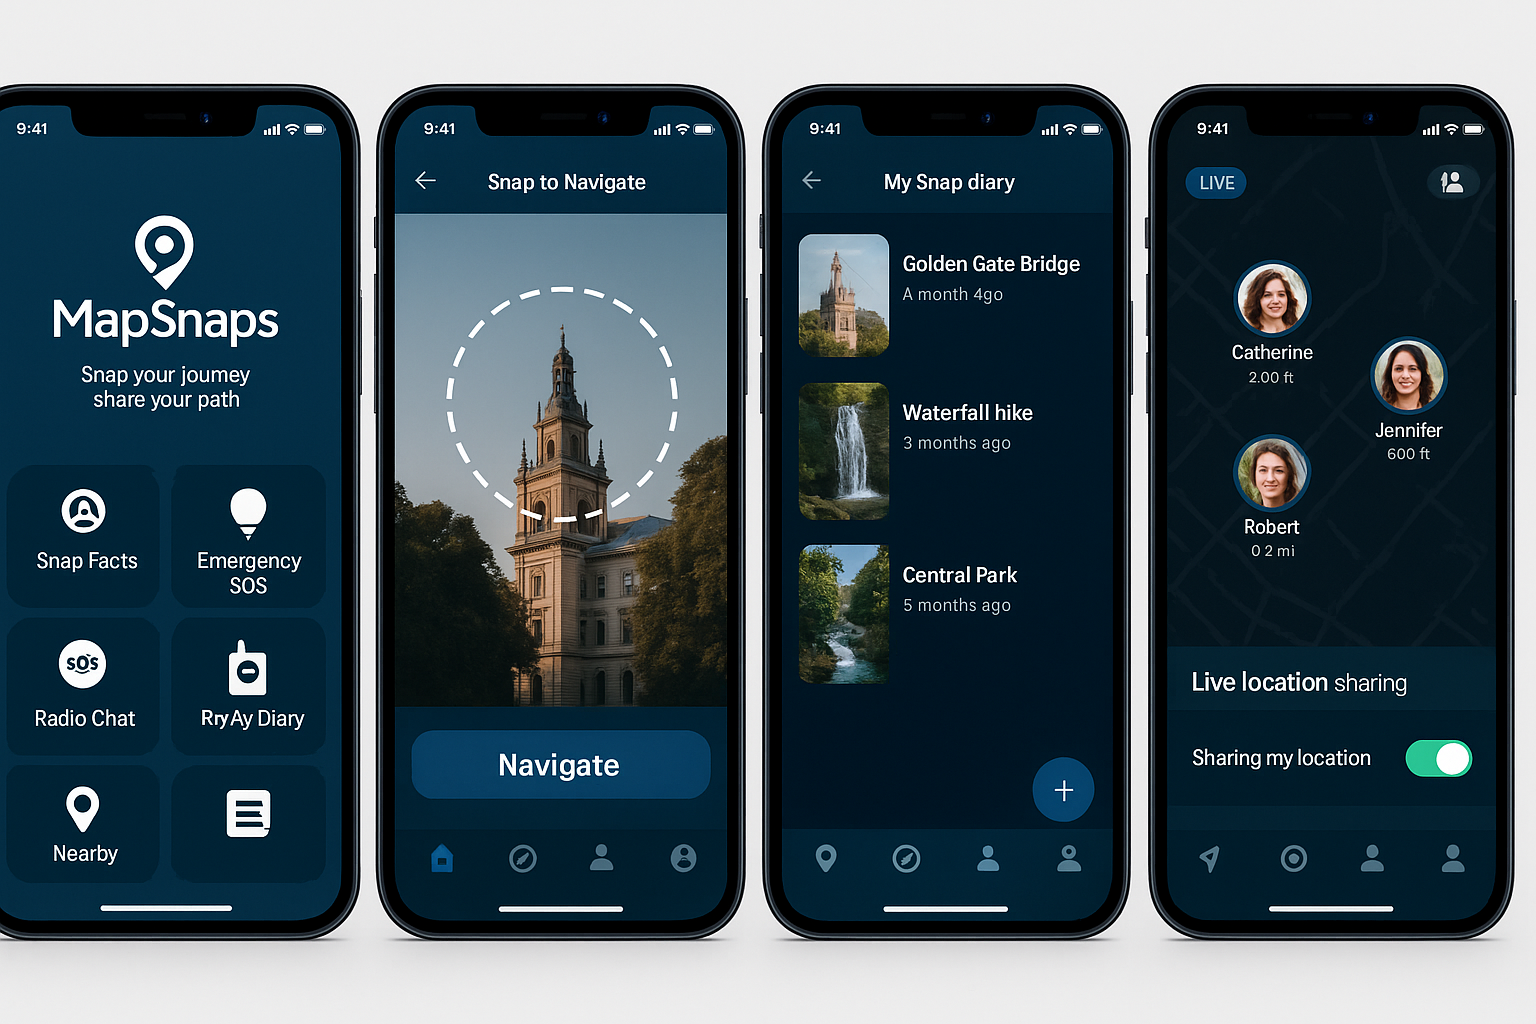 9:41
MapSnaps
Snap your joumey
share your path
Snap Facts
Emergency
SOS
SOS
Radio Chat
RryAy Diary
Nearby
9:41
Snap to Navigate
Navigate
9:41
My Snap diary
Golden Gate Bridge
A month 4go
Waterfall hike
3 months ago
Central Park
5 months ago
+
9:41
LIVE
Catherine
2.00 ft
Jennifer
600 ft
Robert
0 2 mi
Live location sharing
Sharing my location